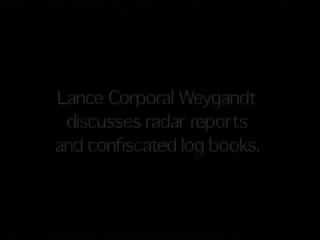 Lance Corporal Weygandt
discusses radar reports
and confiscated log books.